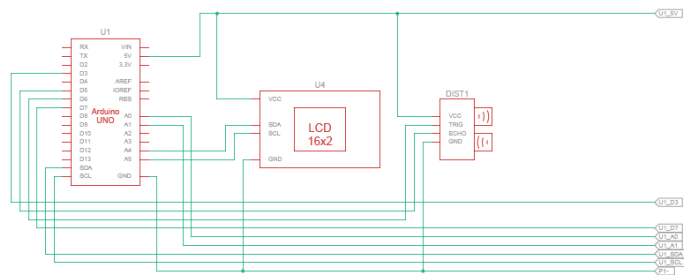 U1_5V
U1
RX VIN
TX 5V
D2 3.3V
D3
D4 AREF
D5 IOREF
D6 RES
D7
Arduino
UNO
D8 A0
D9 A1
D10 A2
D11 A3
D12 A4
D13 A5
SDA
SCL GND
U4
VCC
SDA
SCL
GND
LCD
16x2
DIST1
VCC
TRIG
ECHO
GND
U1_D3
U1_D7
U1_A0
U1_A1
U1_SDA
U1_SCL
P1-